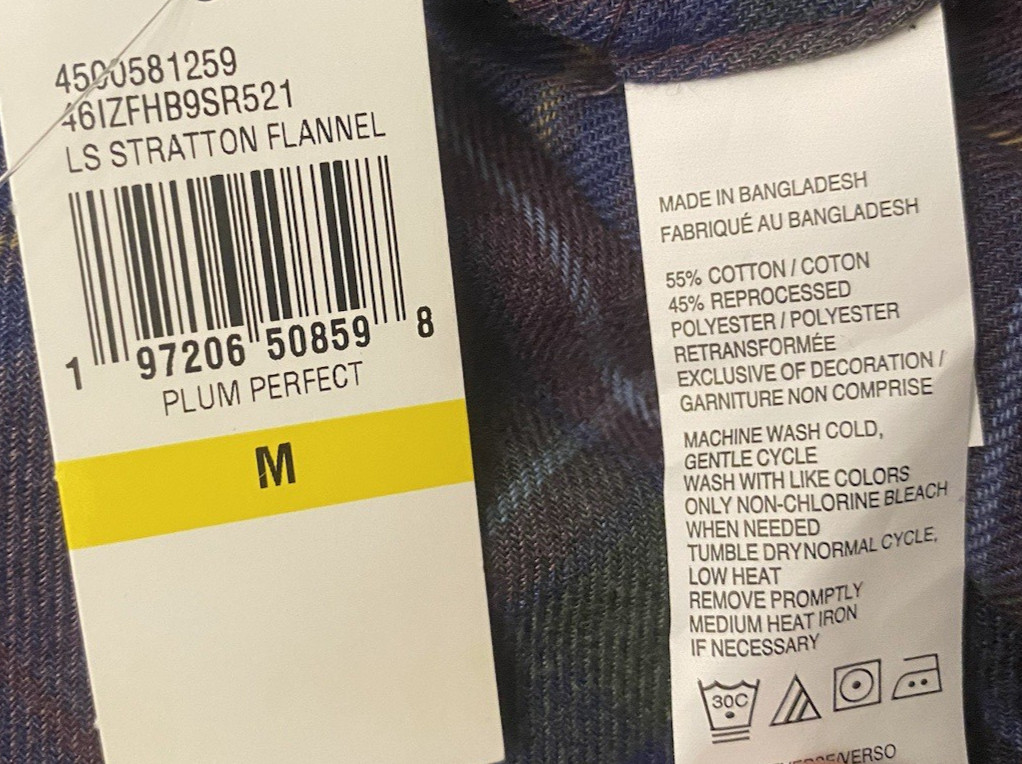 4500581259
46IZFHB9SR521
LS STRATTON FLANNEL
1 97206 50859 8
PLUM PERFECT
M
MADE IN BANGLADESH
FABRIQUÉ AU BANGLADESH
55% COTTON / COTON
45% REPROCESSED
POLYESTER / POLYESTER
RETRANSFORMÉE
EXCLUSIVE OF DECORATION /
GARNITURE NON COMPRISE
MACHINE WASH COLD,
GENTLE CYCLE
WASH WITH LIKE COLORS
ONLY NON-CHLORINE BLEACH
WHEN NEEDED
TUMBLE DRY NORMAL CYCLE,
LOW HEAT
REMOVE PROMPTLY
MEDIUM HEAT IRON
IF NECESSARY
30C
VERSO